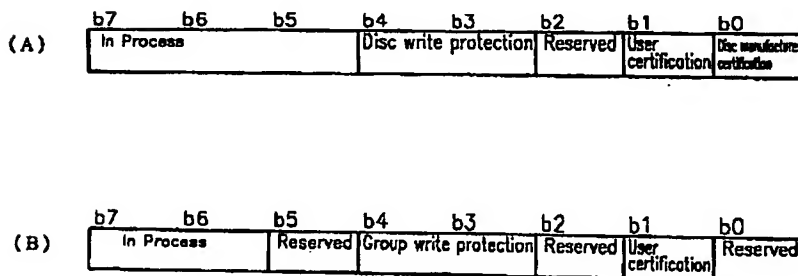 b7 b6 b5 b4 b3 b2 b1 b0
(A) In Process Disc write protection Reserved User certification Disc manufacturer certification
b7 b6 b5 b4 b3 b2 b1 b0
(B) In Process Reserved Group write protection Reserved User certification Reserved